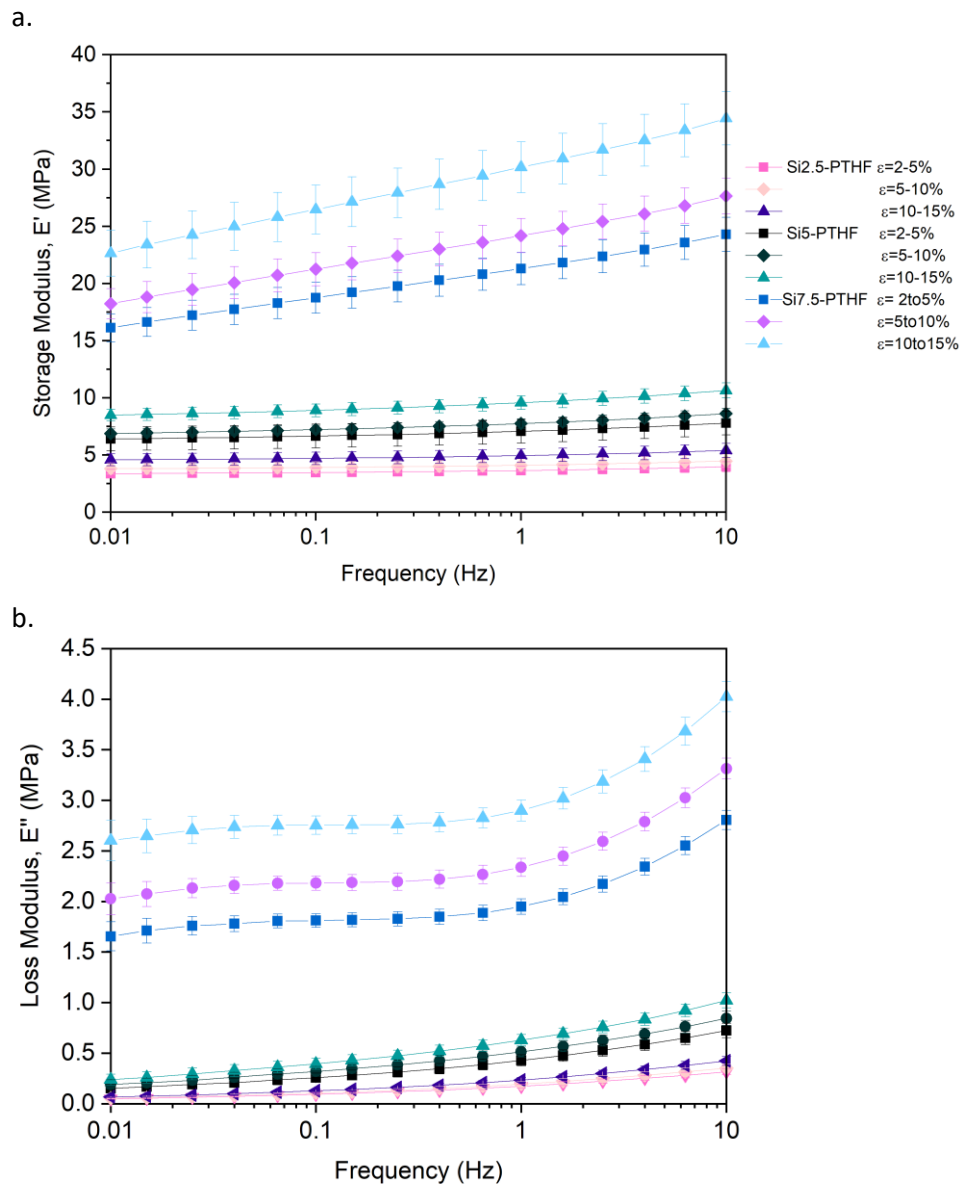 a.
40
35
30
25
20
15
10
5
0
Storage Modulus, E' (MPa)
0.01 0.1 1 10
Frequency (Hz)
Si2.5-PTHF ε=2-5%
ε=5-10%
ε=10-15%
Si5-PTHF ε=2-5%
ε=5-10%
ε=10-15%
Si7.5-PTHF ε= 2to5%
ε=5to10%
ε=10to15%
b.
4.5
4.0
3.5
3.0
2.5
2.0
1.5
1.0
0.5
0.0
Loss Modulus, E" (MPa)
0.01 0.1 1 10
Frequency (Hz)